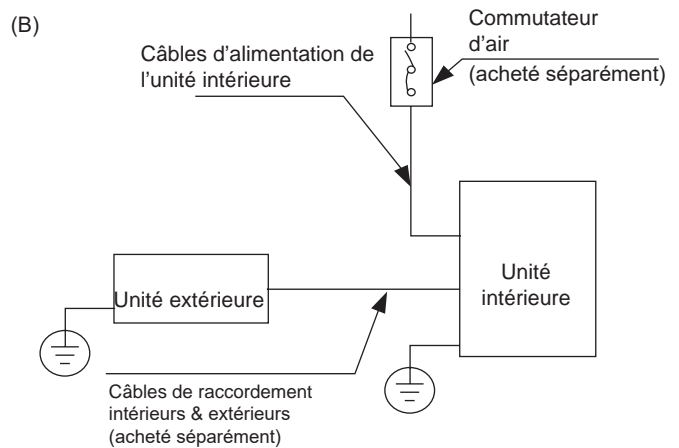 (B)
Câbles d'alimentation de
l'unité intérieure
Commutateur
d'air
(acheté séparément)
Unité extérieure
Unité
intérieure
Câbles de raccordement
intérieurs & extérieurs
(acheté séparément)